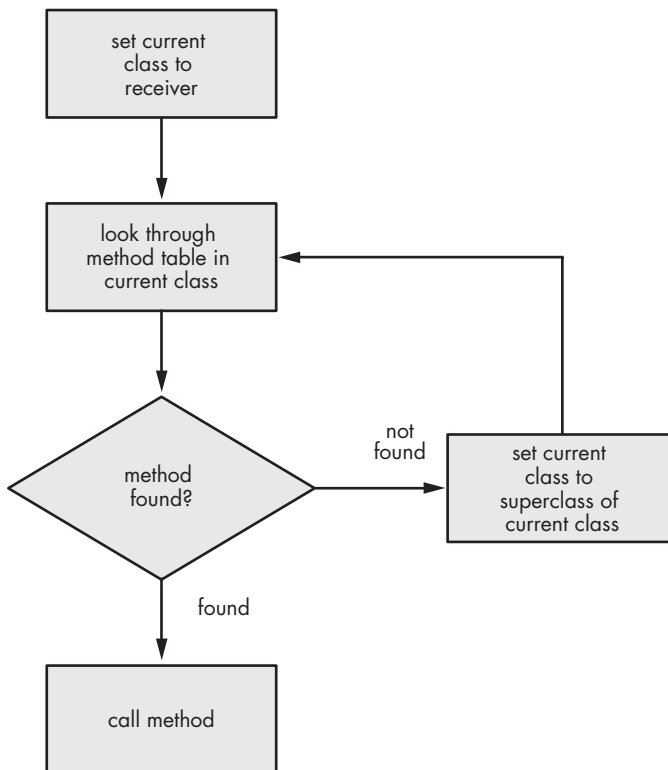 set current
class to
receiver
look through
method table in
current class
method
found?
not
found
set current
class to
superclass of
current class
found
call method